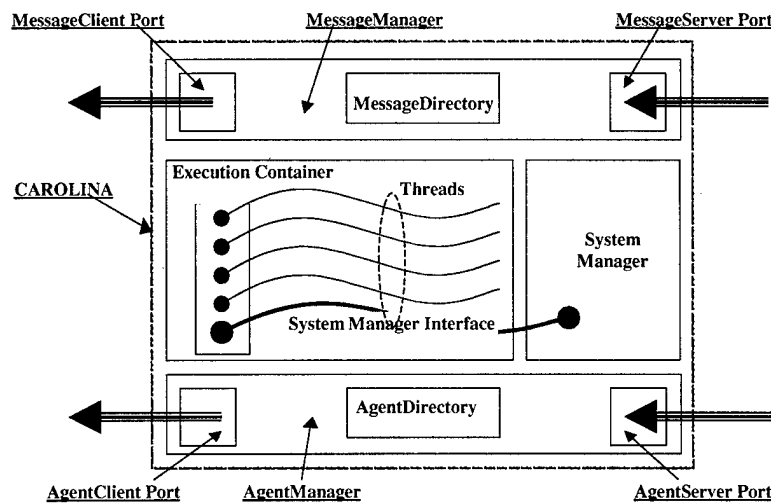 MessageClient Port
MessageManager
MessageServer Port
MessageDirectory
Execution Container
Threads
CAROLINA
System
Manager
System Manager Interface
AgentDirectory
AgentClient Port
AgentManager
AgentServer Port